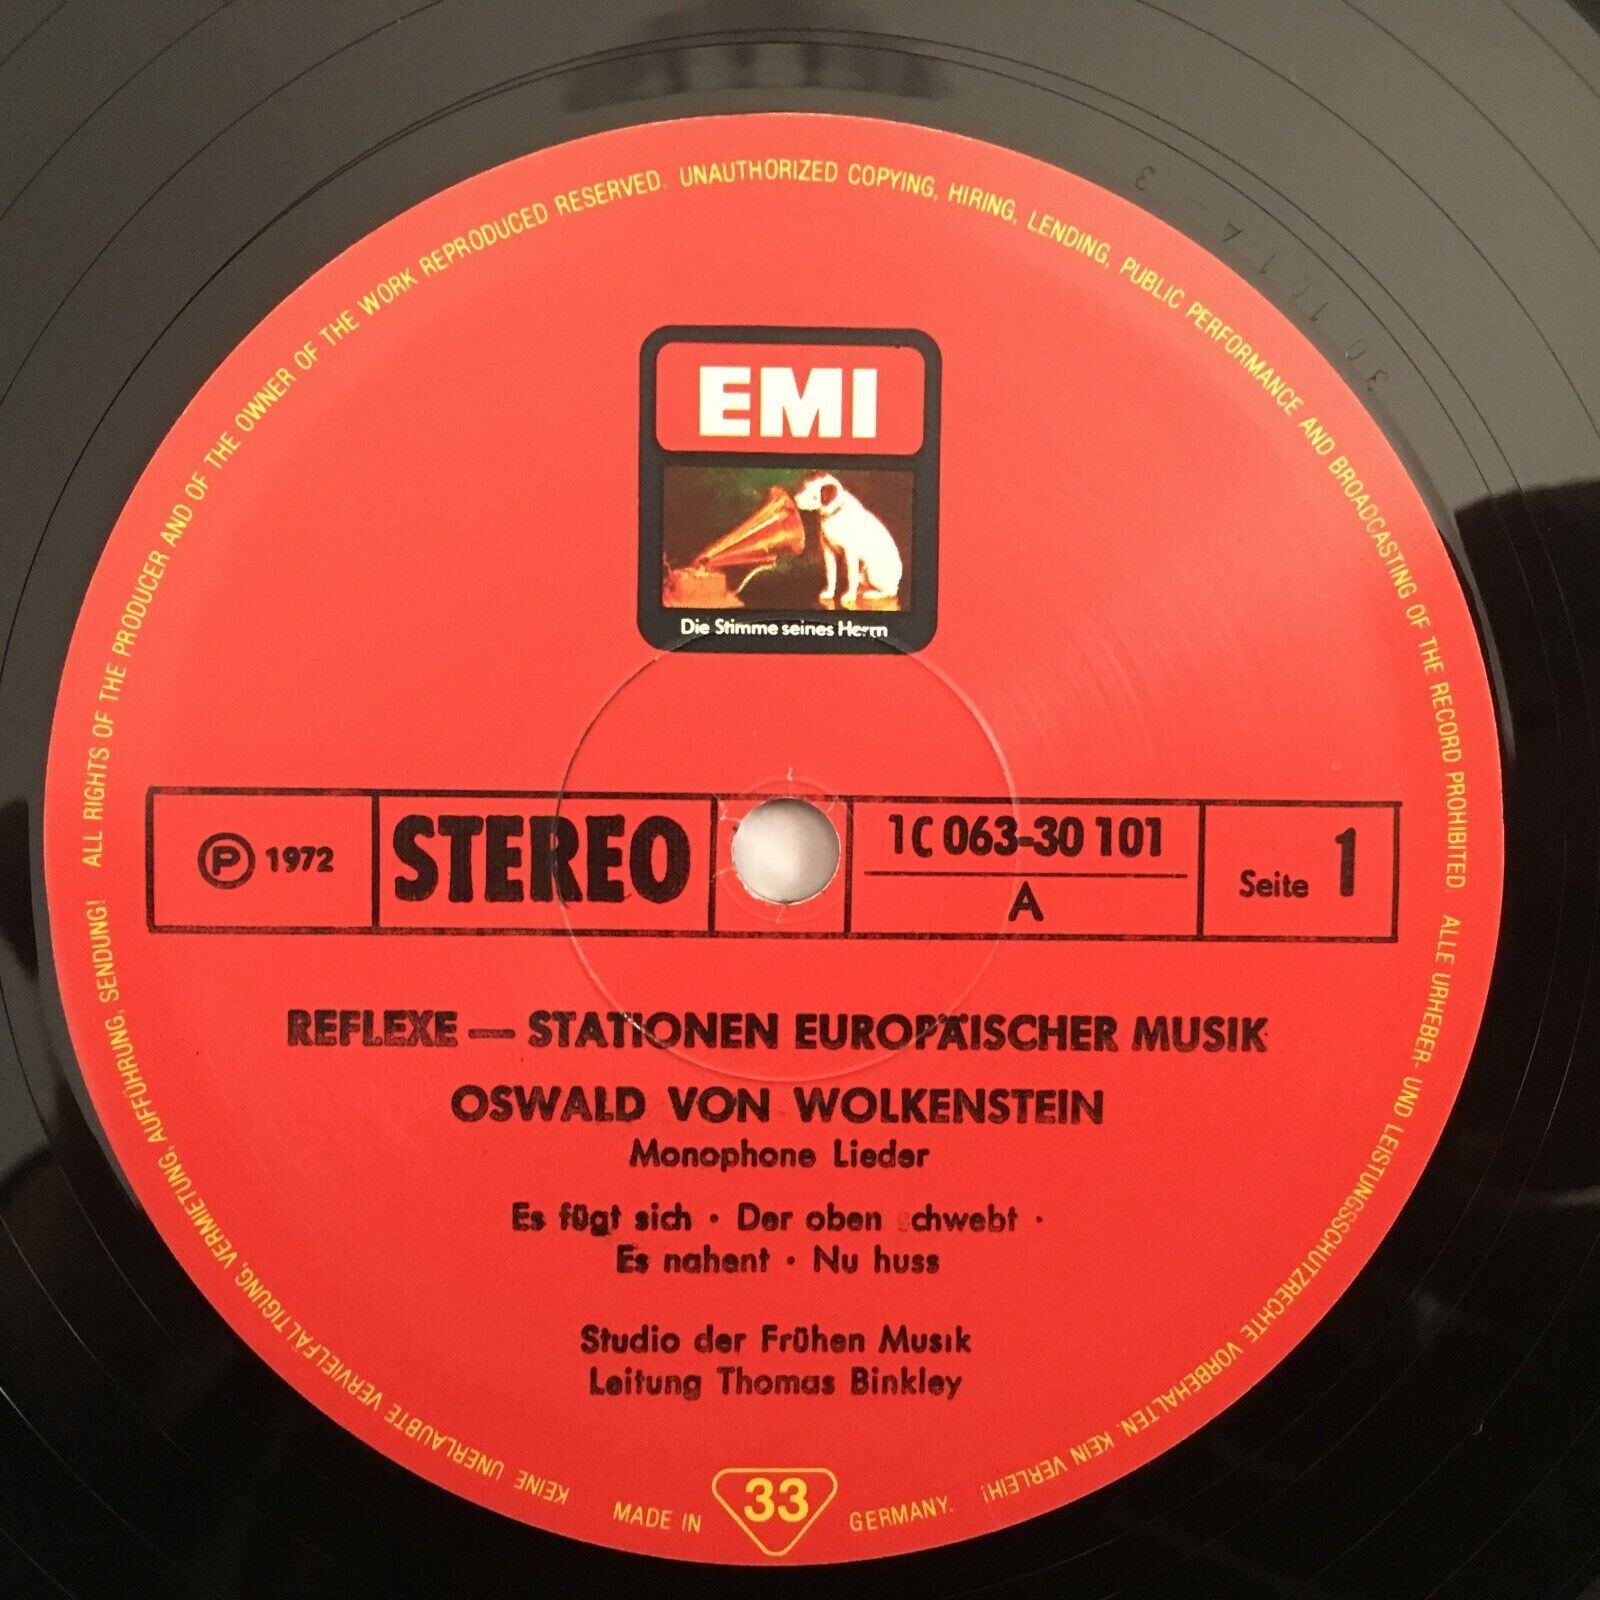 ALL RIGHTS OF THE PRODUCER AND OF THE OWNER OF THE WORK REPRODUCED RESERVED. UNAUTHORIZED COPYING, HIRING, LENDING, PUBLIC PERFORMANCE AND BROADCASTING OF THE RECORD PROHIBITED.
ALLE URHEBER- UND LEISTUNGSSCHUTZRECHTE VORBEHALTEN. KEIN VERLEIH!
KEINE UNERLAUBTE VERVIELFÄLTIGUNG, VERMIETUNG, AUFFÜHRUNG, SENDUNG!
EMI
Die Stimme seines Herrn
Ⓟ 1972
STEREO
1C 063-30 101
A
Seite 1
REFLEXE — STATIONEN EUROPÄISCHER MUSIK
OSWALD VON WOLKENSTEIN
Monophone Lieder
Es fügt sich · Der oben schwebt ·
Es nahent · Nu huss
Studio der Frühen Musik
Leitung Thomas Binkley
MADE IN 33 GERMANY.